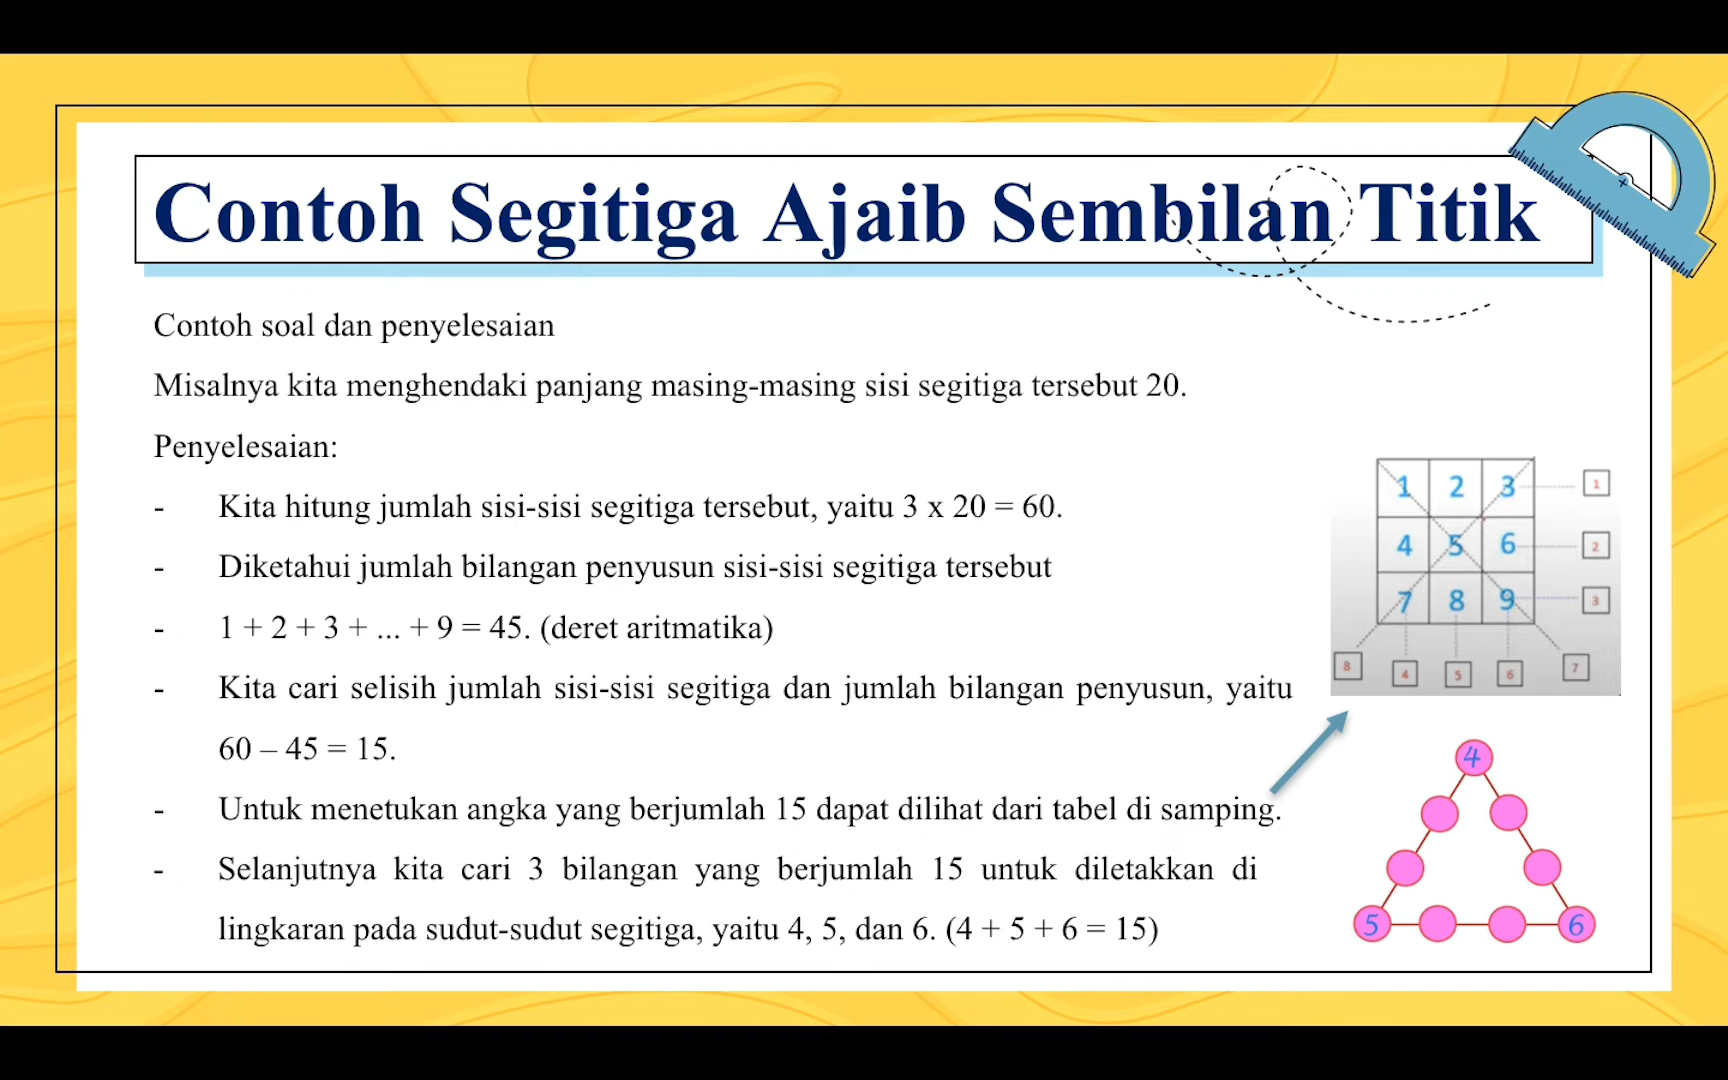 Contoh Segitiga Ajaib Sembilan Titik
Contoh soal dan penyelesaian
Misalnya kita menghendaki panjang masing-masing sisi segitiga tersebut 20.
Penyelesaian:
- Kita hitung jumlah sisi-sisi segitiga tersebut, yaitu 3 x 20 = 60.
- Diketahui jumlah bilangan penyusun sisi-sisi segitiga tersebut
- 1 + 2 + 3 + ... + 9 = 45. (deret aritmatika)
- Kita cari selisih jumlah sisi-sisi segitiga dan jumlah bilangan penyusun, yaitu
60 – 45 = 15.
- Untuk menetukan angka yang berjumlah 15 dapat dilihat dari tabel di samping.
- Selanjutnya kita cari 3 bilangan yang berjumlah 15 untuk diletakkan di
lingkaran pada sudut-sudut segitiga, yaitu 4, 5, dan 6. (4 + 5 + 6 = 15)
1 2 3 1
4 5 6 2
7 8 9 3
8 4 5 6 7
4
5 6